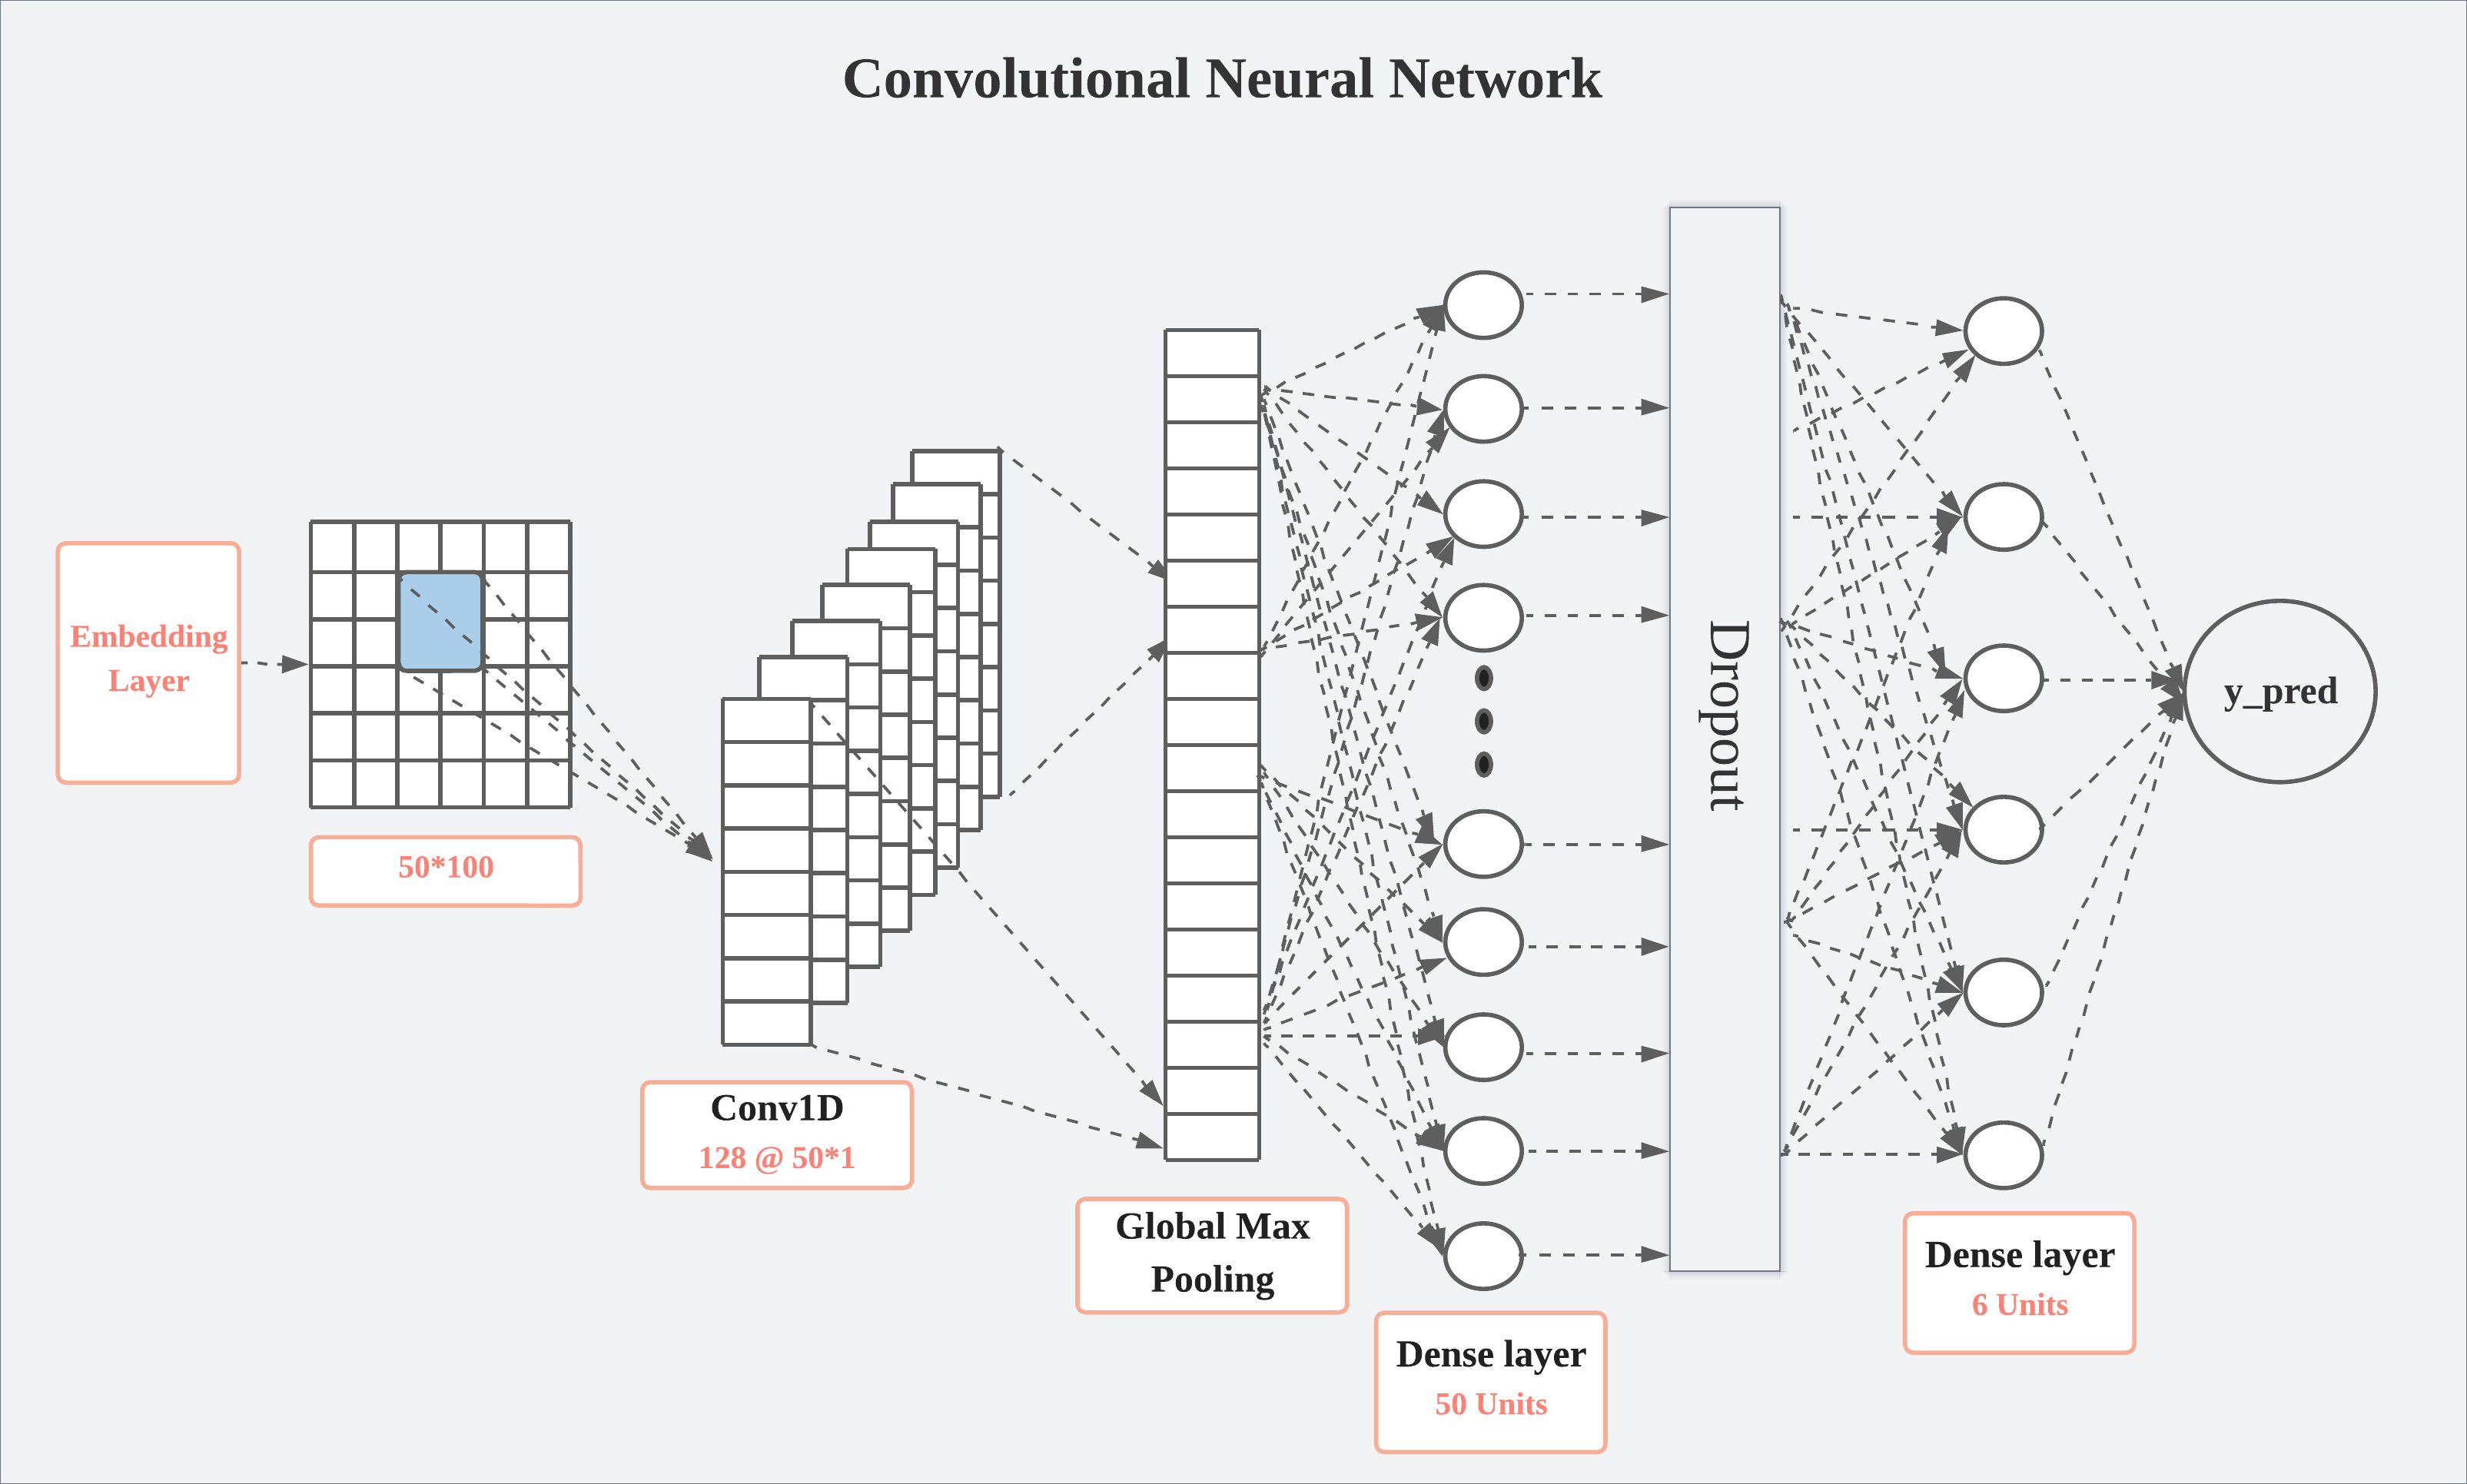 Convolutional Neural Network
Embedding
Layer
50*100
Conv1D
128 @ 50*1
Global Max
Pooling
Dense layer
50 Units
Dropout
Dense layer
6 Units
y_pred